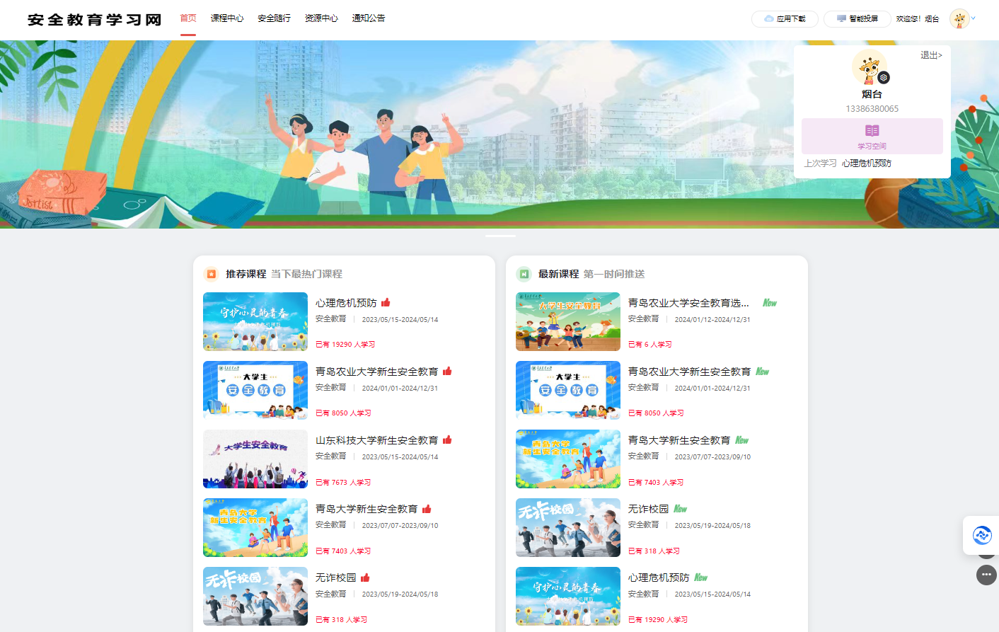 安全教育学习网
首页 课程中心 安全随行 资源中心 通知公告
应用下载 智能投屏 欢迎您！烟台
退出>
烟台
13386380065
学习空间
上次学习 心理危机预防
Artist
推荐课程 当下最热门课程
守护心灵的青春
心理危机预防
安全教育 | 2023/05/15-2024/05/14
已有 19290 人学习
大学生
安全教育
青岛农业大学新生安全教育
安全教育 | 2024/01/01-2024/12/31
已有 8050 人学习
大学生安全教育
山东科技大学新生安全教育
安全教育 | 2023/05/15-2024/05/14
已有 7673 人学习
青岛大学
新生安全教育
青岛大学新生安全教育
安全教育 | 2023/07/07-2023/09/10
已有 7403 人学习
无诈校园
无诈校园
安全教育 | 2023/05/19-2024/05/18
已有 318 人学习
最新课程 第一时间推送
大学生安全教育
青岛农业大学安全教育选... New
安全教育 | 2024/01/12-2024/12/31
已有 6 人学习
大学生
安全教育
青岛农业大学新生安全教育 New
安全教育 | 2024/01/01-2024/12/31
已有 8050 人学习
青岛大学
新生安全教育
青岛大学新生安全教育 New
安全教育 | 2023/07/07-2023/09/10
已有 7403 人学习
无诈校园
无诈校园 New
安全教育 | 2023/05/19-2024/05/18
已有 318 人学习
守护心灵的青春
心理危机预防 New
安全教育 | 2023/05/15-2024/05/14
已有 19290 人学习